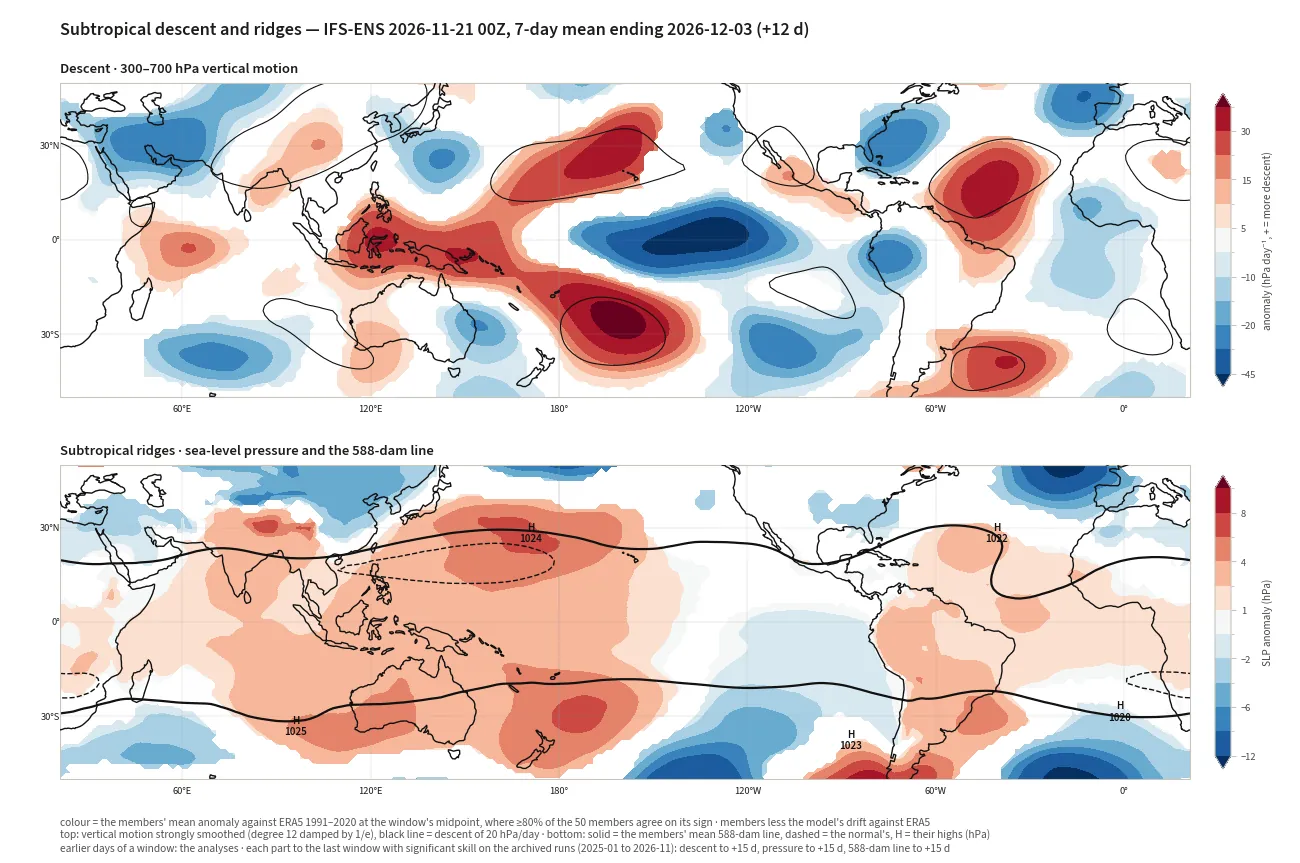 Subtropical descent and ridges — IFS-ENS 2026-11-21 00Z, 7-day mean ending 2026-12-03 (+12 d)
Descent · 300–700 hPa vertical motion
30°N
0°
30°S
60°E
120°E
180°
120°W
60°W
0°
30
15
5
−10
−20
−45
anomaly (hPa day⁻¹, + = more descent)
Subtropical ridges · sea-level pressure and the 588-dam line
30°N
0°
30°S
H
1024
H
1022
H
1025
H
1023
H
1020
60°E
120°E
180°
120°W
60°W
0°
8
4
1
−2
−6
−12
SLP anomaly (hPa)
colour = the members' mean anomaly against ERA5 1991–2020 at the window's midpoint, where ≥80% of the 50 members agree on its sign · members less the model's drift against ERA5
top: vertical motion strongly smoothed (degree 12 damped by 1/e), black line = descent of 20 hPa/day · bottom: solid = the members' mean 588-dam line, dashed = the normal's, H = their highs (hPa)
earlier days of a window: the analyses · each part to the last window with significant skill on the archived runs (2025-01 to 2026-11): descent to +15 d, pressure to +15 d, 588-dam line to +15 d